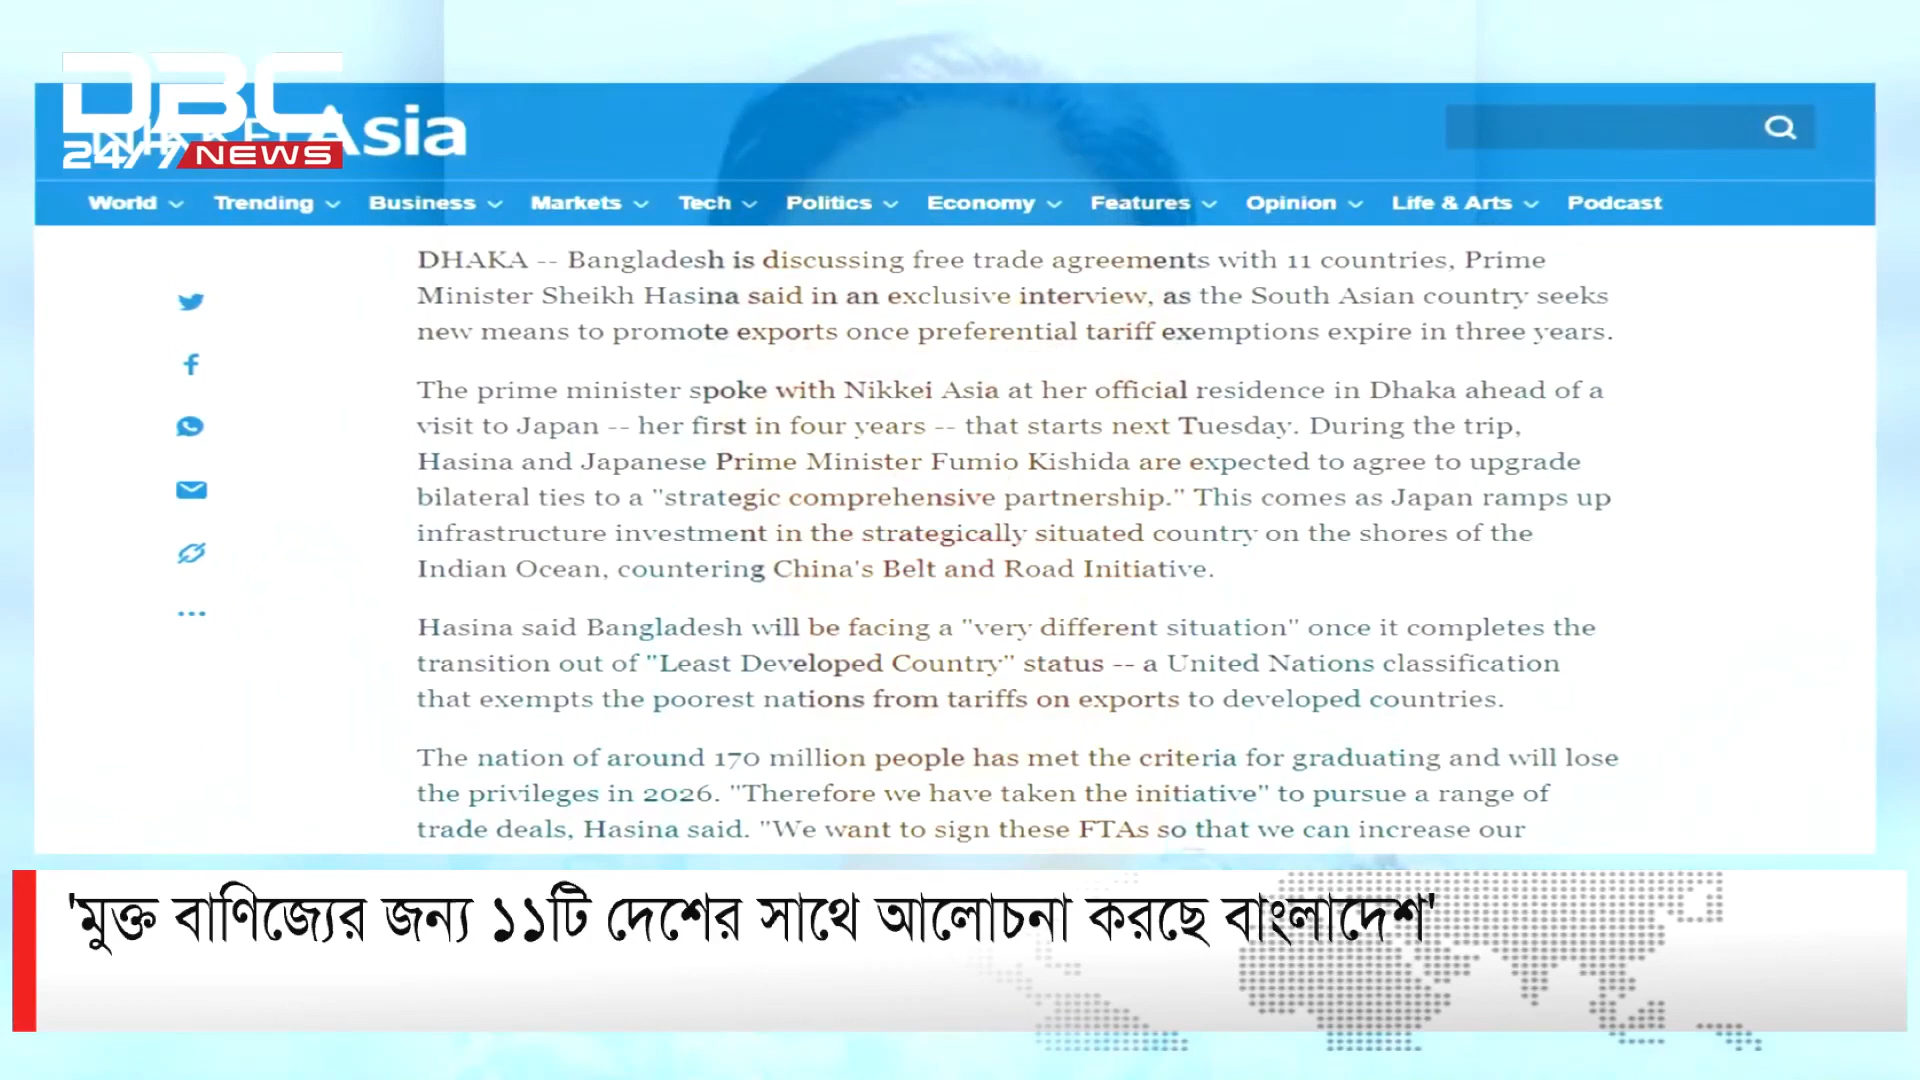 DBC
24/7 NEWS
Asia
World Trending Business Markets Tech Politics Economy Features Opinion Life & Arts Podcast
DHAKA -- Bangladesh is discussing free trade agreements with 11 countries, Prime
Minister Sheikh Hasina said in an exclusive interview, as the South Asian country seeks
new means to promote exports once preferential tariff exemptions expire in three years.
The prime minister spoke with Nikkei Asia at her official residence in Dhaka ahead of a
visit to Japan -- her first in four years -- that starts next Tuesday. During the trip,
Hasina and Japanese Prime Minister Fumio Kishida are expected to agree to upgrade
bilateral ties to a "strategic comprehensive partnership." This comes as Japan ramps up
infrastructure investment in the strategically situated country on the shores of the
Indian Ocean, countering China's Belt and Road Initiative.
Hasina said Bangladesh will be facing a "very different situation" once it completes the
transition out of "Least Developed Country" status -- a United Nations classification
that exempts the poorest nations from tariffs on exports to developed countries.
The nation of around 170 million people has met the criteria for graduating and will lose
the privileges in 2026. "Therefore we have taken the initiative" to pursue a range of
trade deals, Hasina said. "We want to sign these FTAs so that we can increase our
'মুক্ত বাণিজ্যের জন্য ১১টি দেশের সাথে আলোচনা করছে বাংলাদেশ'